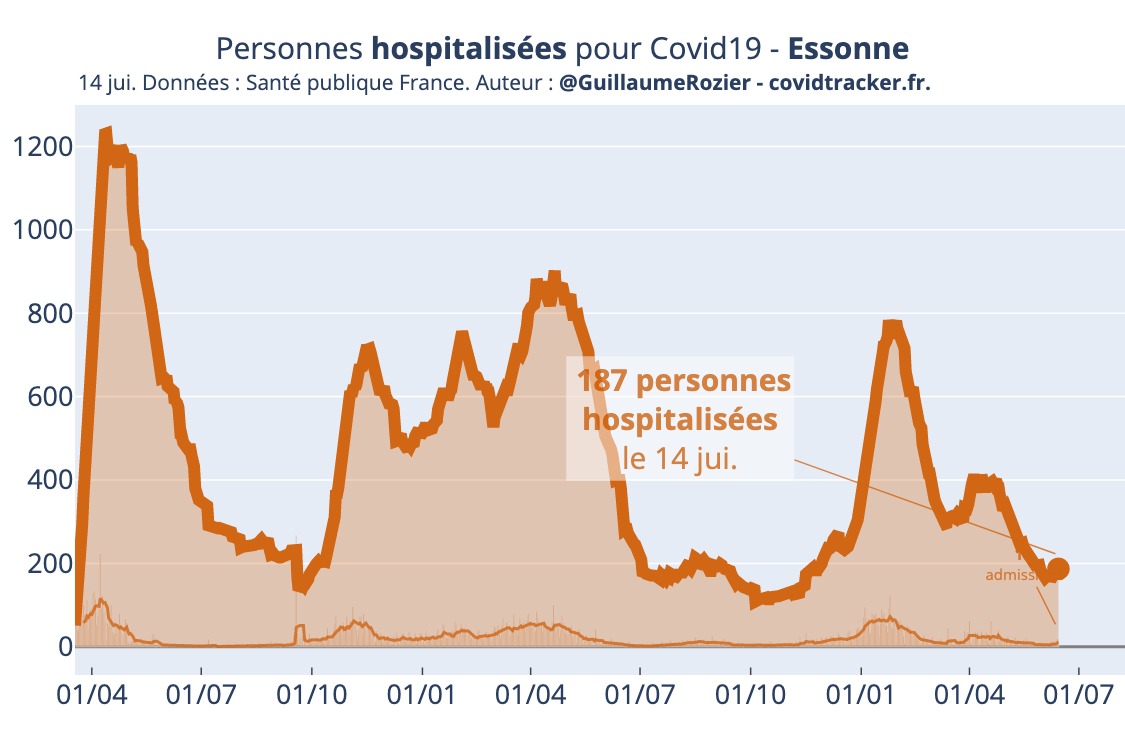 Personnes hospitalisées pour Covid19 - Essonne
14 jui. Données : Santé publique France. Auteur : @GuillaumeRozier - covidtracker.fr.
1200
1000
800
600
400
200
0
187 personnes
hospitalisées
le 14 jui.
01/04 01/07 01/10 01/01 01/04 01/07 01/10 01/01 01/04 01/07